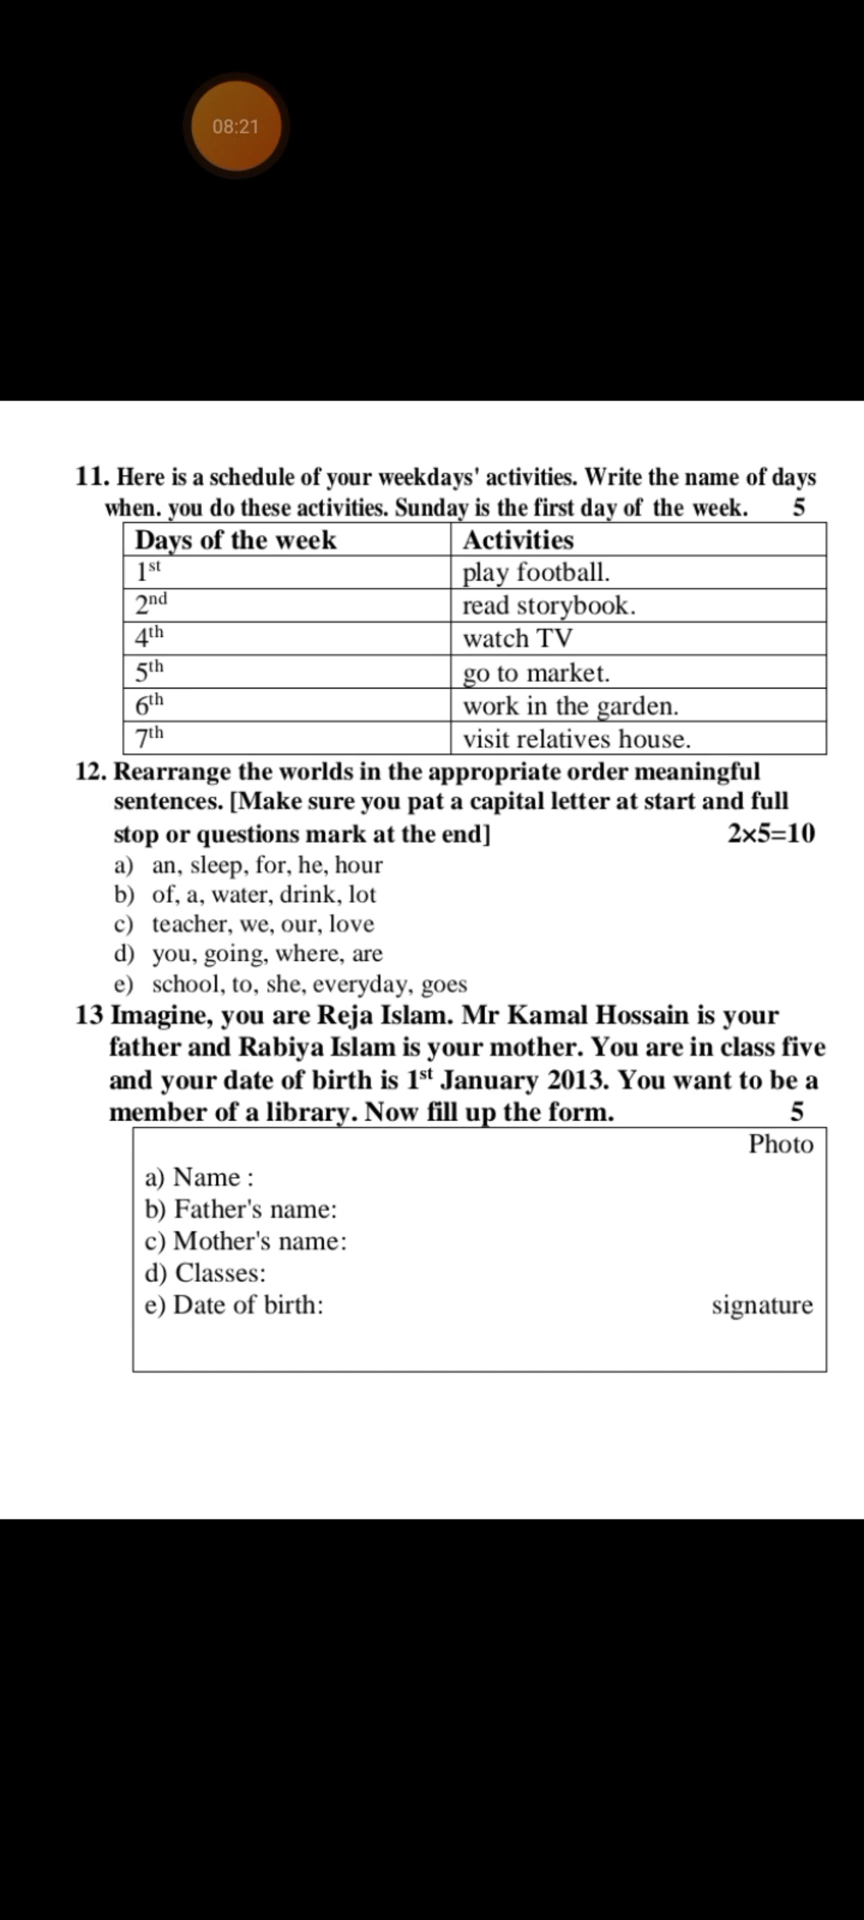 08:21
11. Here is a schedule of your weekdays' activities. Write the name of days
when. you do these activities. Sunday is the first day of the week. 5
Days of the week Activities
1st play football.
2nd read storybook.
4th watch TV
5th go to market.
6th work in the garden.
7th visit relatives house.
12. Rearrange the worlds in the appropriate order meaningful
sentences. [Make sure you pat a capital letter at start and full
stop or questions mark at the end] 2×5=10
a) an, sleep, for, he, hour
b) of, a, water, drink, lot
c) teacher, we, our, love
d) you, going, where, are
e) school, to, she, everyday, goes
13 Imagine, you are Reja Islam. Mr Kamal Hossain is your
father and Rabiya Islam is your mother. You are in class five
and your date of birth is 1st January 2013. You want to be a
member of a library. Now fill up the form. 5
Photo
a) Name :
b) Father's name:
c) Mother's name:
d) Classes:
e) Date of birth: signature